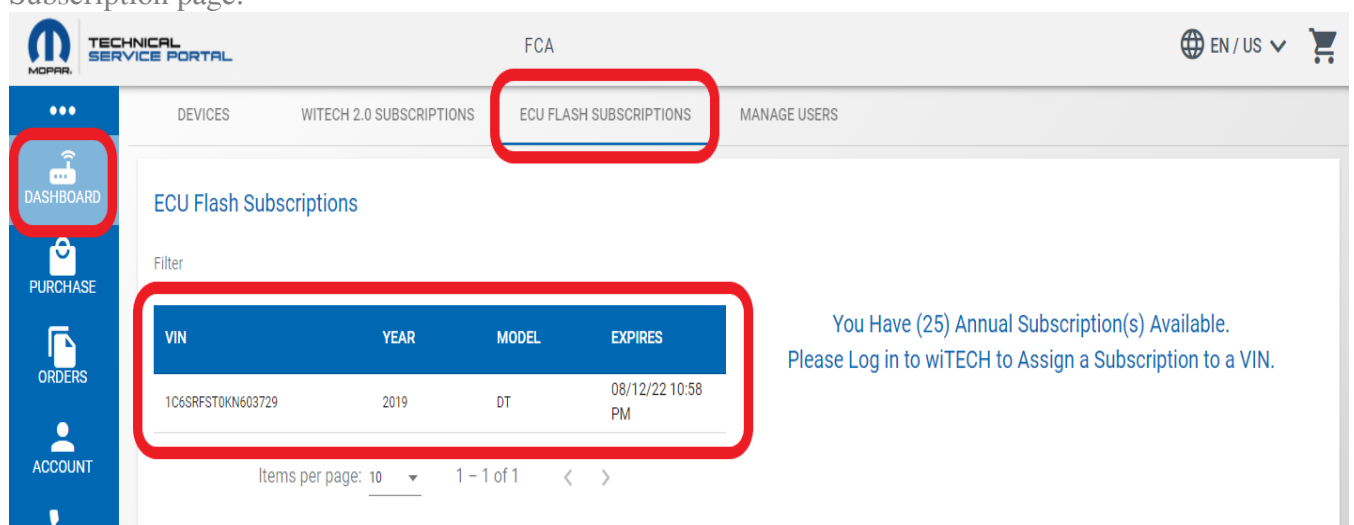 Subscription page.
MOPAR.
TECHNICAL
SERVICE PORTAL
FCA
EN / US
DEVICES WITECH 2.0 SUBSCRIPTIONS ECU FLASH SUBSCRIPTIONS MANAGE USERS
DASHBOARD
PURCHASE
ORDERS
ACCOUNT
ECU Flash Subscriptions
Filter
VIN YEAR MODEL EXPIRES
1C6SRFST0KN603729 2019 DT 08/12/22 10:58
PM
Items per page: 10 1 – 1 of 1
You Have (25) Annual Subscription(s) Available.
Please Log in to wiTECH to Assign a Subscription to a VIN.